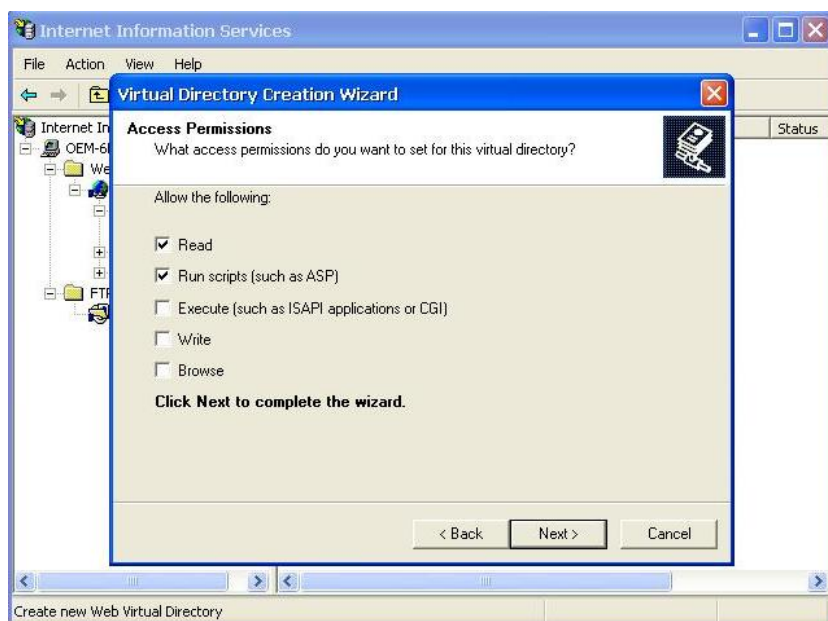 Internet Information Services
File Action View Help
Virtual Directory Creation Wizard
Internet In
Status
OEM-6
We
FTP
Access Permissions
What access permissions do you want to set for this virtual directory?
Allow the following:
Read
Run scripts (such as ASP)
Execute (such as ISAPI applications or CGI)
Write
Browse
Click Next to complete the wizard.
< Back Next > Cancel
Create new Web Virtual Directory